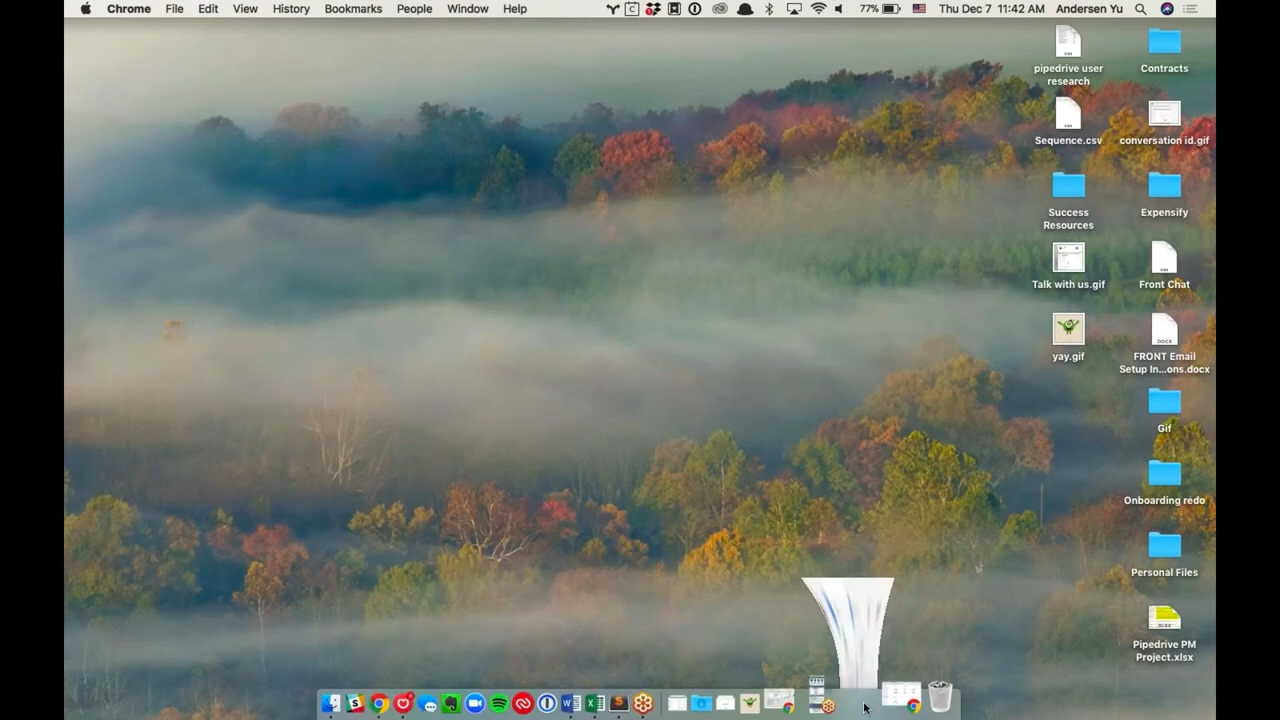 Chrome File Edit View History Bookmarks People Window Help 77% Thu Dec 7 11:42 AM Andersen Yu
pipedrive user
research
Contracts
Sequence.csv
conversation id.gif
Success
Resources
Expensify
Talk with us.gif
Front Chat
yay.gif
FRONT Email
Setup In...ons.docx
Gif
Onboarding redo
Personal Files
Pipedrive PM
Project.xlsx